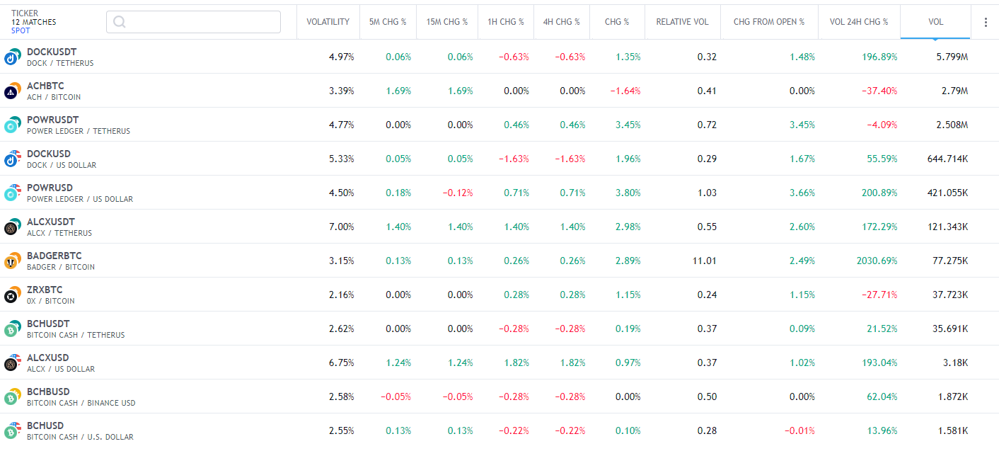 TICKER
12 MATCHES
SPOT
VOLATILITY 5M CHG % 15M CHG % 1H CHG % 4H CHG % CHG % RELATIVE VOL CHG FROM OPEN % VOL 24H CHG % VOL
DOCKUSDT
DOCK / TETHERUS
4.97% 0.06% 0.06% −0.63% −0.63% 1.35% 0.32 1.48% 196.89% 5.799M
ACHBTC
ACH / BITCOIN
3.39% 1.69% 1.69% 0.00% 0.00% −1.64% 0.41 0.00% −37.40% 2.79M
POWRUSDT
POWER LEDGER / TETHERUS
4.77% 0.00% 0.00% 0.46% 0.46% 3.45% 0.72 3.45% −4.09% 2.508M
DOCKUSD
DOCK / US DOLLAR
5.33% 0.05% 0.05% −1.63% −1.63% 1.96% 0.29 1.67% 55.59% 644.714K
POWRUSD
POWER LEDGER / US DOLLAR
4.50% 0.18% −0.12% 0.71% 0.71% 3.80% 1.03 3.66% 200.89% 421.055K
ALCXUSDT
ALCX / TETHERUS
7.00% 1.40% 1.40% 1.40% 1.40% 2.98% 0.55 2.60% 172.29% 121.343K
BADGERBTC
BADGER / BITCOIN
3.15% 0.13% 0.13% 0.26% 0.26% 2.89% 11.01 2.49% 2030.69% 77.275K
ZRXBTC
0X / BITCOIN
2.16% 0.00% 0.00% 0.28% 0.28% 1.15% 0.24 1.15% −27.71% 37.723K
BCHUSDT
BITCOIN CASH / TETHERUS
2.62% 0.00% 0.00% −0.28% −0.28% 0.19% 0.37 0.09% 21.52% 35.691K
ALCXUSD
ALCX / US DOLLAR
6.75% 1.24% 1.24% 1.82% 1.82% 0.97% 0.37 1.02% 193.04% 3.18K
BCHBUSD
BITCOIN CASH / BINANCE USD
2.58% −0.05% −0.05% −0.28% −0.28% 0.00% 0.50 0.00% 62.04% 1.872K
BCHUSD
BITCOIN CASH / U.S. DOLLAR
2.55% 0.13% 0.13% −0.22% −0.22% 0.10% 0.28 −0.01% 13.96% 1.581K